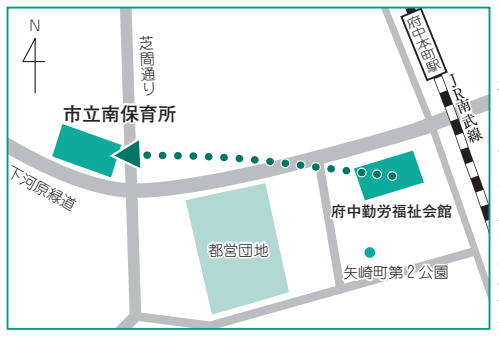 N
芝間通り
府中本町駅
JR南武線
市立南保育所
下河原緑道
府中勤労福祉会館
都営団地
矢崎町第2公園